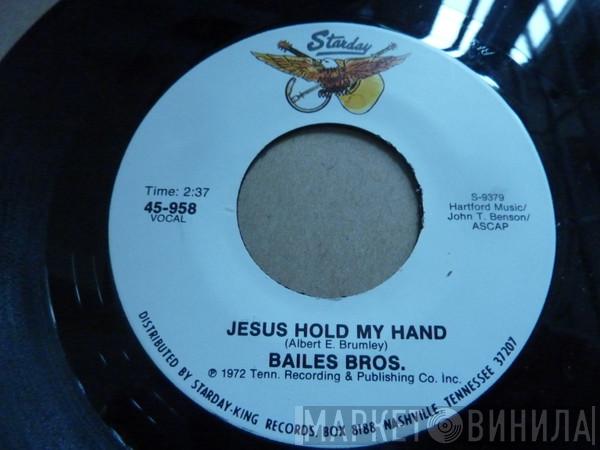 Starday
Time: 2:37
45-958
VOCAL
S-9379
Hartford Music/
John T. Benson/
ASCAP
JESUS HOLD MY HAND
(Albert E. Brumley)
BAILES BROS.
℗ 1972 Tenn. Recording & Publishing Co. Inc.
DISTRIBUTED BY STARDAY-KING RECORDS, BOX 8188, NASHVILLE, TENNESSEE 37207
МАРКЕТ ВИНИЛА